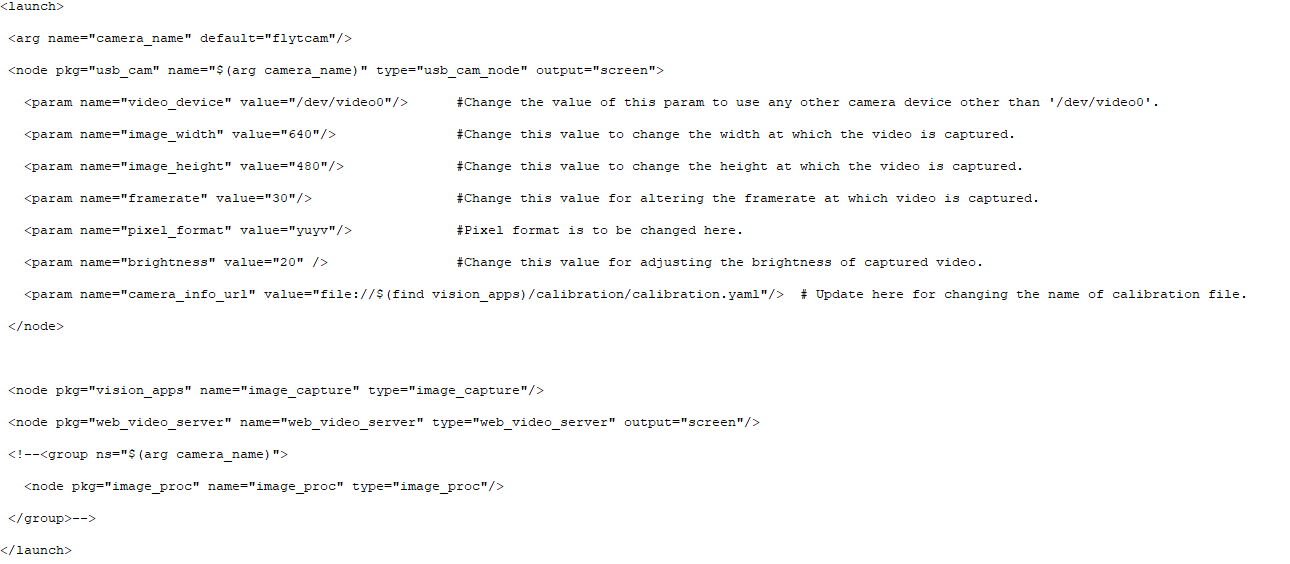 <launch>
<arg name="camera_name" default="flytcam"/>
<node pkg="usb_cam" name="$(arg camera_name)" type="usb_cam_node" output="screen">
<param name="video_device" value="/dev/video0"/> #Change the value of this param to use any other camera device other than '/dev/video0'.
<param name="image_width" value="640"/> #Change this value to change the width at which the video is captured.
<param name="image_height" value="480"/> #Change this value to change the height at which the video is captured.
<param name="framerate" value="30"/> #Change this value for altering the framerate at which video is captured.
<param name="pixel_format" value="yuyv"/> #Pixel format is to be changed here.
<param name="brightness" value="20" /> #Change this value for adjusting the brightness of captured video.
<param name="camera_info_url" value="file://$(find vision_apps)/calibration/calibration.yaml"/> # Update here for changing the name of calibration file.
</node>
<node pkg="vision_apps" name="image_capture" type="image_capture"/>
<node pkg="web_video_server" name="web_video_server" type="web_video_server" output="screen"/>
<!--<group ns="$(arg camera_name)">
<node pkg="image_proc" name="image_proc" type="image_proc"/>
</group>-->
</launch>